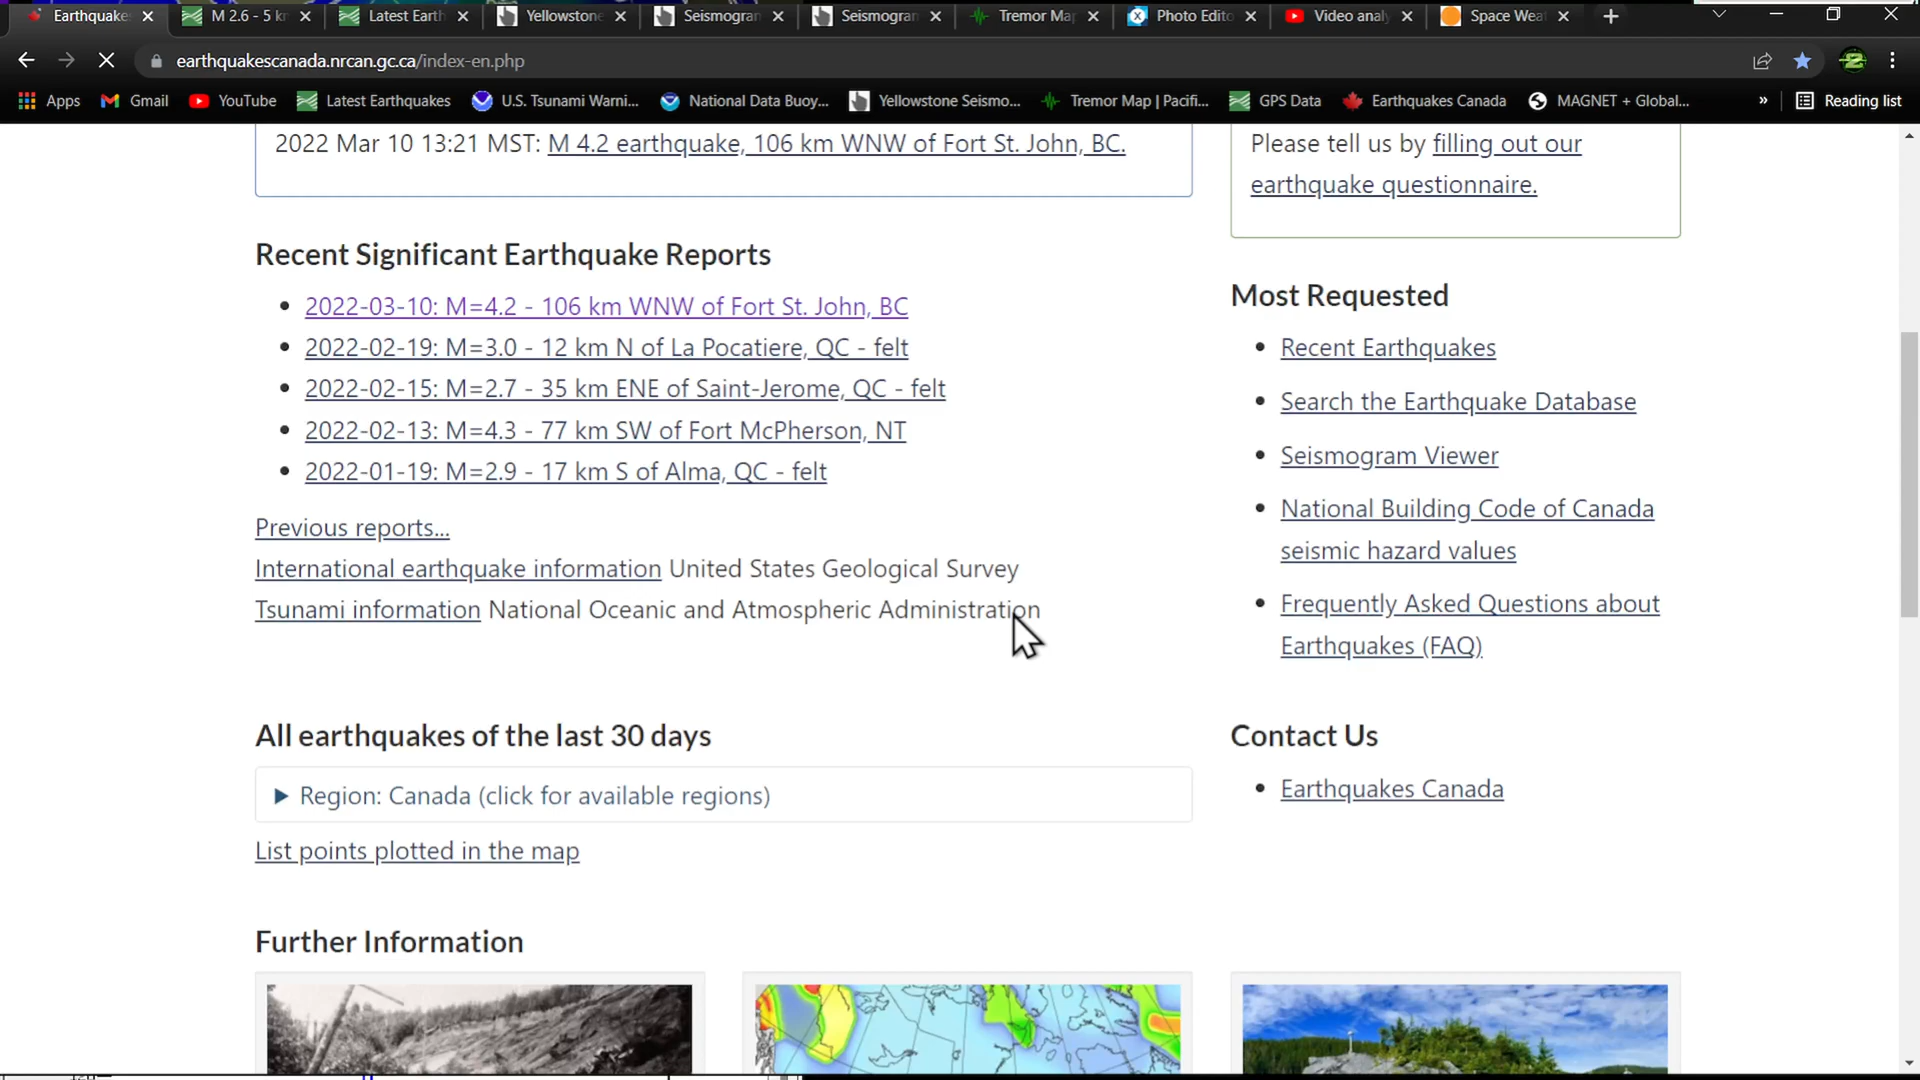 Earthquake
M 2.6 - 5 k
Latest Earth
Yellowstone
Seismogram
Seismogram
Tremor Map
Photo Edito
Video analy
Space Weat
earthquakescanada.nrcan.gc.ca/index-en.php
Apps
Gmail
YouTube
Latest Earthquakes
U.S. Tsunami Warni...
National Data Buoy...
Yellowstone Seismo...
Tremor Map | Pacifi...
GPS Data
Earthquakes Canada
MAGNET + Global...
»
Reading list
2022 Mar 10 13:21 MST: M 4.2 earthquake, 106 km WNW of Fort St. John, BC.
Please tell us by filling out our
earthquake questionnaire.
Recent Significant Earthquake Reports
2022-03-10: M=4.2 - 106 km WNW of Fort St. John, BC
2022-02-19: M=3.0 - 12 km N of La Pocatiere, QC - felt
2022-02-15: M=2.7 - 35 km ENE of Saint-Jerome, QC - felt
2022-02-13: M=4.3 - 77 km SW of Fort McPherson, NT
2022-01-19: M=2.9 - 17 km S of Alma, QC - felt
Previous reports...
International earthquake information United States Geological Survey
Tsunami information National Oceanic and Atmospheric Administration
Most Requested
Recent Earthquakes
Search the Earthquake Database
Seismogram Viewer
National Building Code of Canada
seismic hazard values
Frequently Asked Questions about
Earthquakes (FAQ)
All earthquakes of the last 30 days
Region: Canada (click for available regions)
List points plotted in the map
Contact Us
Earthquakes Canada
Further Information